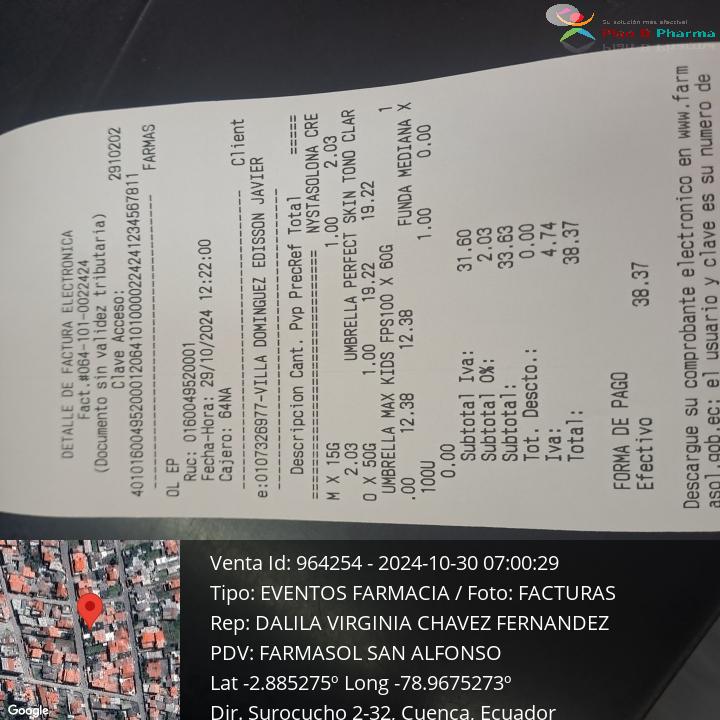 Su solución más efectiva!
Plan B Pharma
DETALLE DE FACTURA ELECTRONICA
Fact.#064-101-0022424
(Documento sin validez tributaria)
Clave Acceso: 2910202
401016004952000120641010000224241234567811
-------------------------------- FARMAS
OL EP
Ruc: 0160049520001
Fecha-Hora: 29/10/2024 12:22:00
Cajero: 64NA
-------------------------------- Client
e:0107326977-VILLA DOMINGUEZ EDISSON JAVIER
--------------------------------
Descripcion Cant. Pvp PrecRef Total =====
======================== NYSTASOLONA CRE
M X 15G 1.00 2.03
2.03 UMBRELLA PERFECT SKIN TONO CLAR
O X 50G 1.00 19.22 19.22
UMBRELLA MAX KIDS FPS100 X 60G 1
.00 12.38 12.38 FUNDA MEDIANA X
100U 1.00 0.00
0.00
Subtotal Iva: 31.60
Subtotal 0%: 2.03
Subtotal: 33.63
Tot. Descto.: 0.00
Iva: 4.74
Total: 38.37
FORMA DE PAGO
Efectivo 38.37
Descargue su comprobante electronico en www.farm
asol.gob.ec: el usuario y clave es su numero de
Venta Id: 964254 - 2024-10-30 07:00:29
Tipo: EVENTOS FARMACIA / Foto: FACTURAS
Rep: DALILA VIRGINIA CHAVEZ FERNANDEZ
PDV: FARMASOL SAN ALFONSO
Lat -2.885275º Long -78.9675273º
Dir. Surocucho 2-32, Cuenca, Ecuador
Google